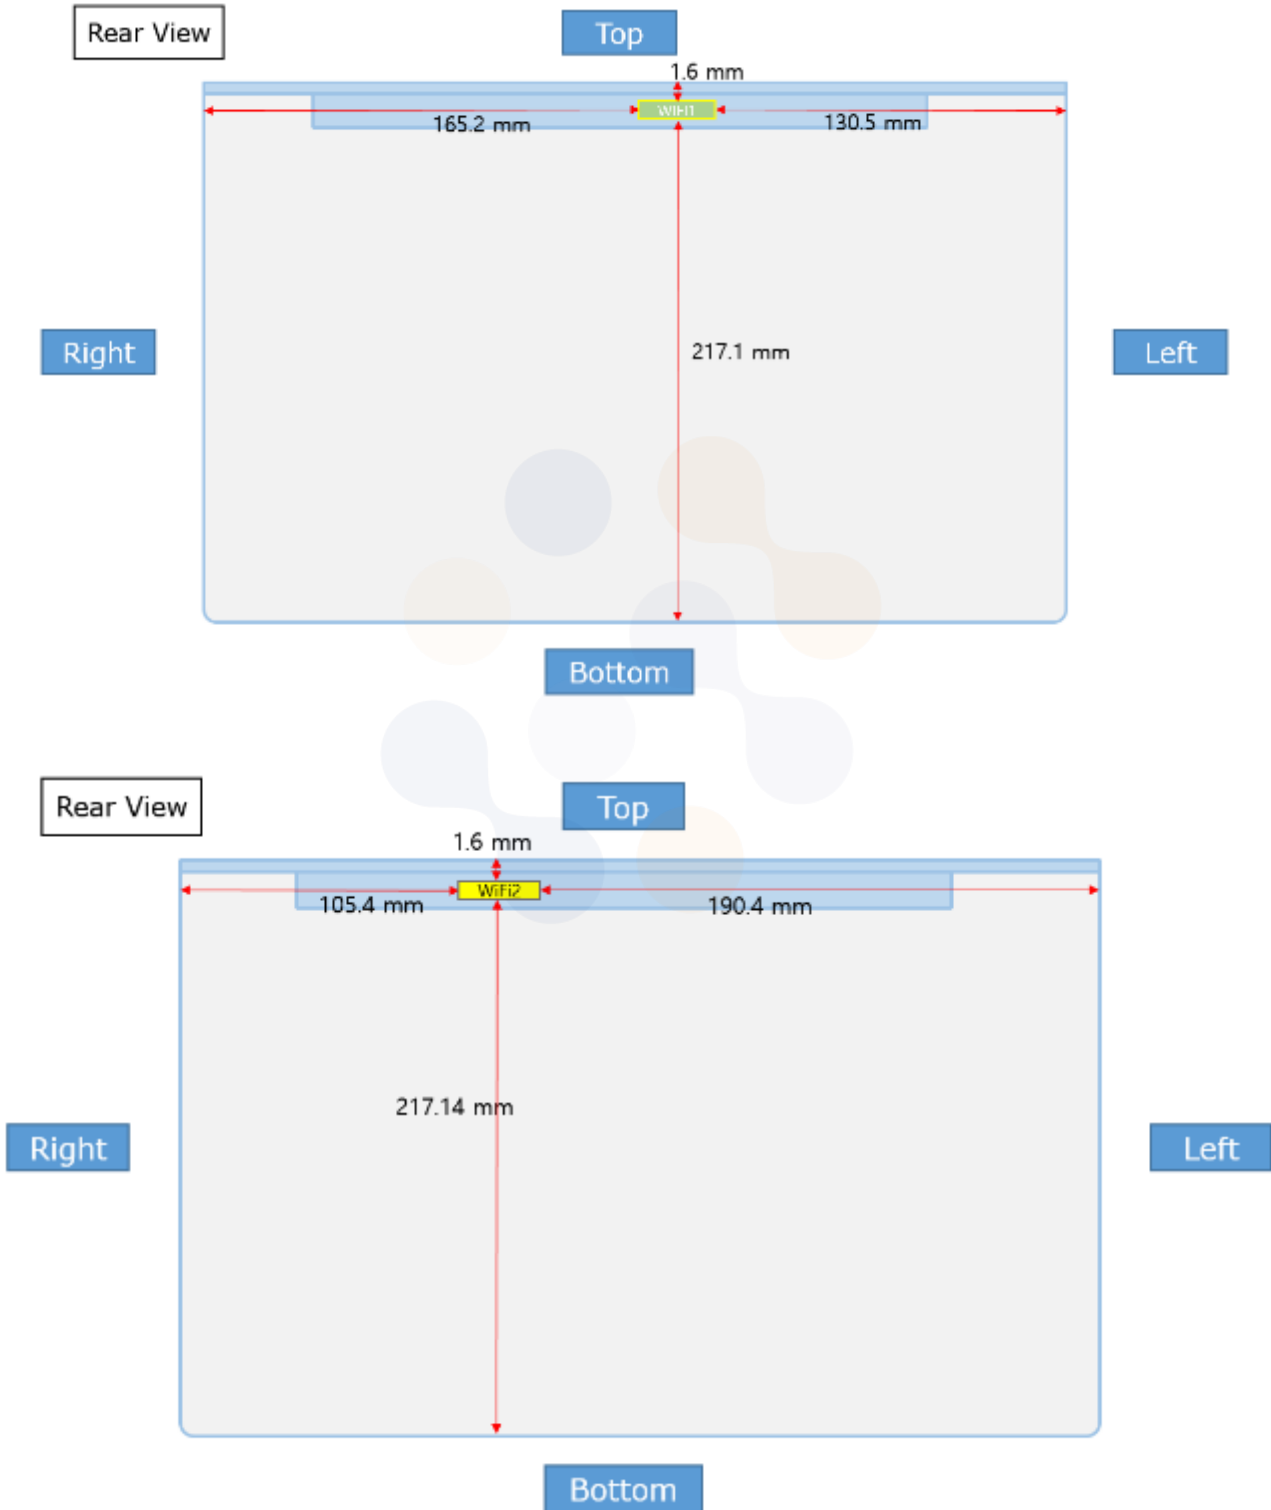 Rear View
Top
1.6 mm
WiFi1
165.2 mm
130.5 mm
217.1 mm
Right
Left
Bottom
Rear View
Top
1.6 mm
WiFi2
105.4 mm
190.4 mm
217.14 mm
Right
Left
Bottom